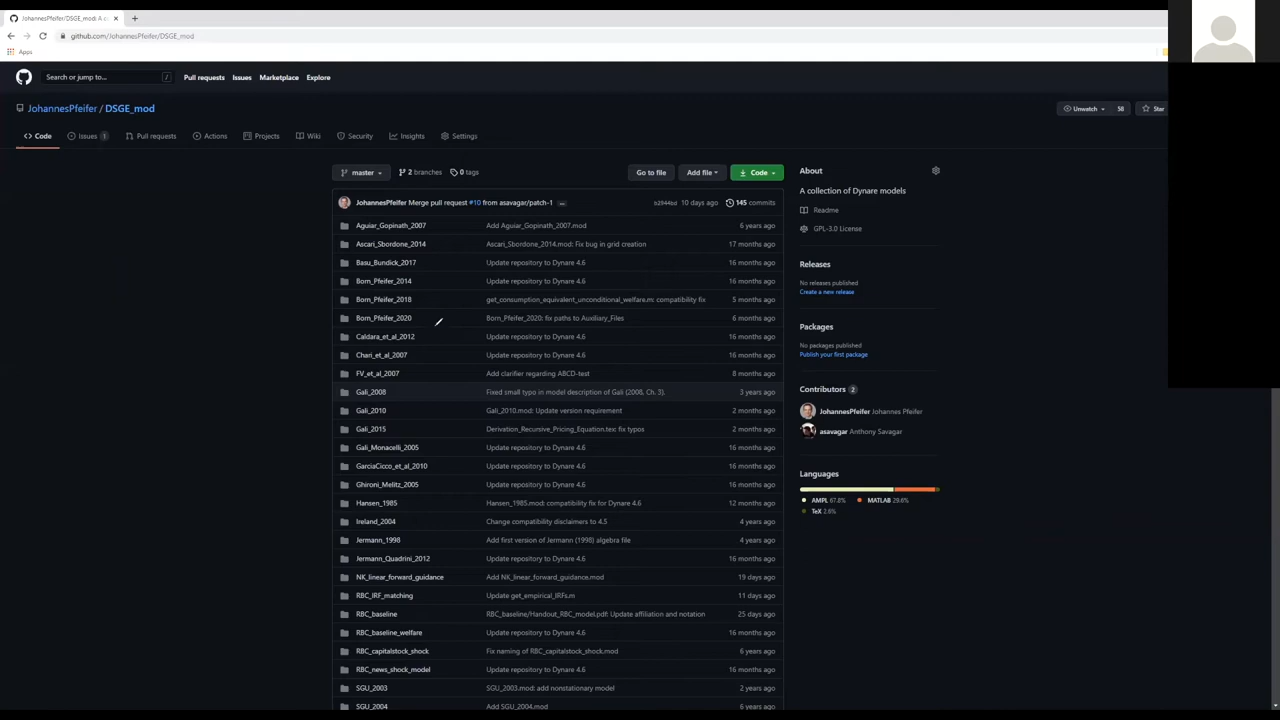 JohannesPfeifer/DSGE_mod: A c
github.com/JohannesPfeifer/DSGE_mod
Apps
Search or jump to... /
Pull requests Issues Marketplace Explore
JohannesPfeifer / DSGE_mod
Unwatch 58 Star
Code Issues 1 Pull requests Actions Projects Wiki Security Insights Settings
master 2 branches 0 tags Go to file Add file Code
JohannesPfeifer Merge pull request #10 from asavagar/patch-1 ... b2944bd 10 days ago 145 commits
Aguiar_Gopinath_2007 Add Aguiar_Gopinath_2007.mod 6 years ago
Ascari_Sbordone_2014 Ascari_Sbordone_2014.mod: Fix bug in grid creation 17 months ago
Basu_Bundick_2017 Update repository to Dynare 4.6 16 months ago
Born_Pfeifer_2014 Update repository to Dynare 4.6 16 months ago
Born_Pfeifer_2018 get_consumption_equivalent_unconditional_welfare.m: compatibility fix 5 months ago
Born_Pfeifer_2020 Born_Pfeifer_2020: fix paths to Auxiliary_Files 6 months ago
Caldara_et_al_2012 Update repository to Dynare 4.6 16 months ago
Chari_et_al_2007 Update repository to Dynare 4.6 16 months ago
FV_et_al_2007 Add clarifier regarding ABCD-test 8 months ago
Gali_2008 Fixed small typo in model description of Gali (2008, Ch. 3). 3 years ago
Gali_2010 Gali_2010.mod: Update version requirement 2 months ago
Gali_2015 Derivation_Recursive_Pricing_Equation.tex: fix typos 2 months ago
Gali_Monacelli_2005 Update repository to Dynare 4.6 16 months ago
GarciaCicco_et_al_2010 Update repository to Dynare 4.6 16 months ago
Ghironi_Melitz_2005 Update repository to Dynare 4.6 16 months ago
Hansen_1985 Hansen_1985.mod: compatibility fix for Dynare 4.6 12 months ago
Ireland_2004 Change compatibility disclaimers to 4.5 4 years ago
Jermann_1998 Add first version of Jermann (1998) algebra file 4 years ago
Jermann_Quadrini_2012 Update repository to Dynare 4.6 16 months ago
NK_linear_forward_guidance Add NK_linear_forward_guidance.mod 19 days ago
RBC_IRF_matching Update get_empirical_IRFs.m 11 days ago
RBC_baseline RBC_baseline/Handout_RBC_model.pdf: Update affiliation and notation 25 days ago
RBC_baseline_welfare Update repository to Dynare 4.6 16 months ago
RBC_capitalstock_shock Fix naming of RBC_capitalstock_shock.mod 6 years ago
RBC_news_shock_model Update repository to Dynare 4.6 16 months ago
SGU_2003 SGU_2003.mod: add nonstationary model 2 years ago
SGU_2004 Add SGU_2004.mod 6 years ago
About
A collection of Dynare models
Readme
GPL-3.0 License
Releases
No releases published
Create a new release
Packages
No packages published
Publish your first package
Contributors 2
JohannesPfeifer Johannes Pfeifer
asavagar Anthony Savagar
Languages
AMPL 67.8% MATLAB 29.6%
TeX 2.6%